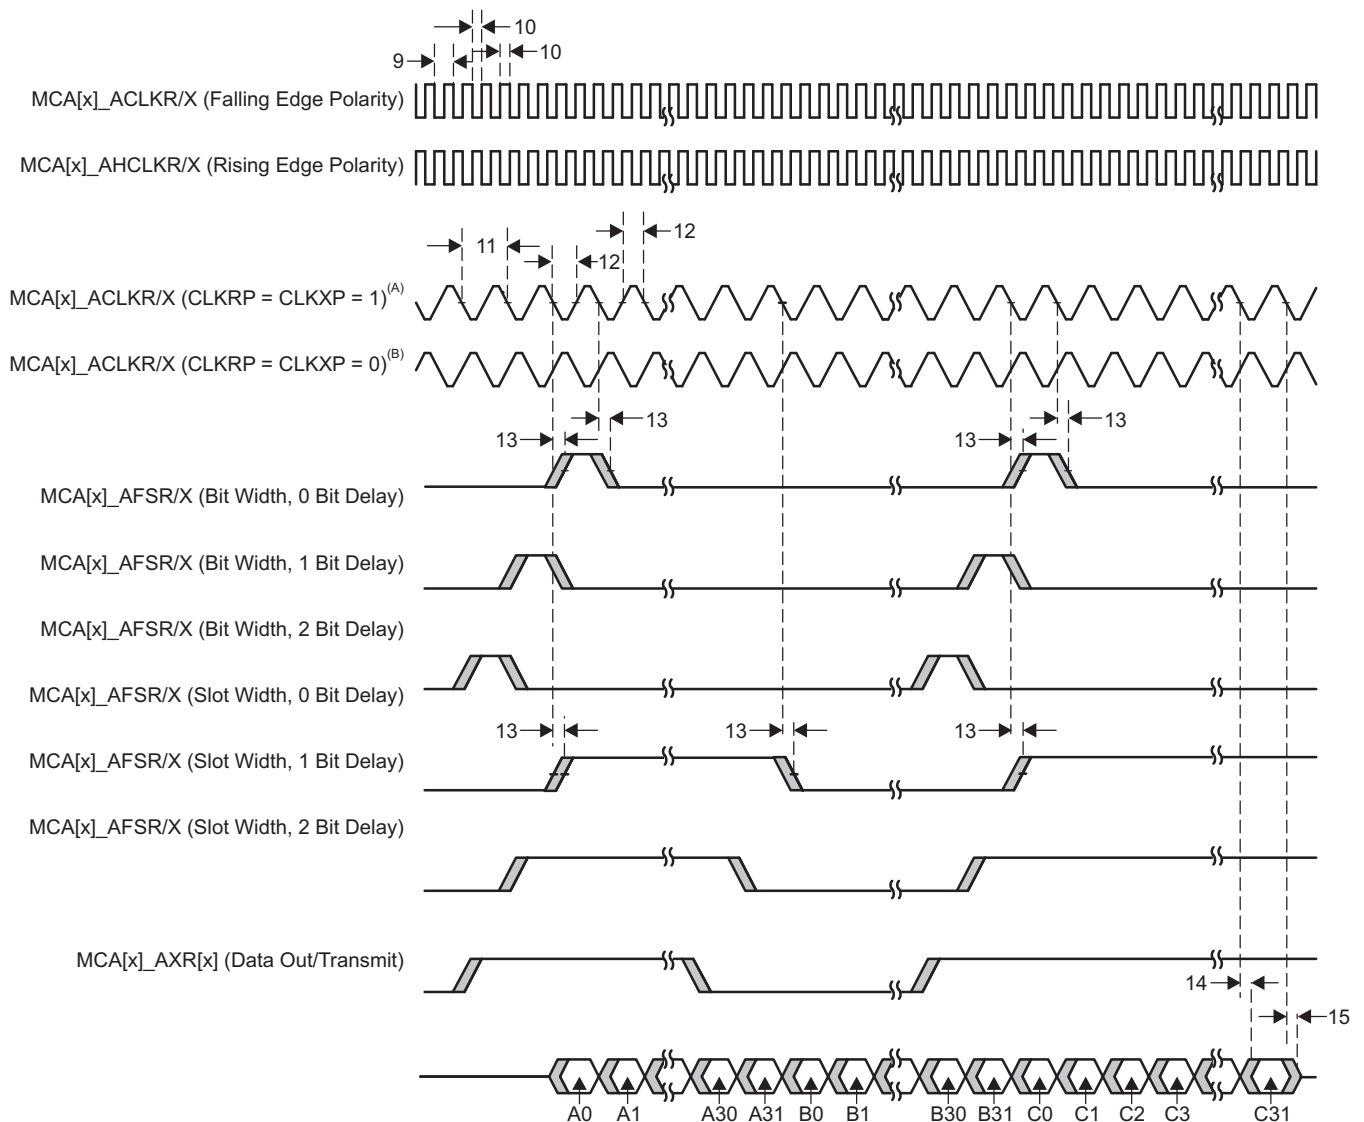 10
9
10
MCA[x]_ACLKR/X (Falling Edge Polarity)
MCA[x]_AHCLKR/X (Rising Edge Polarity)
12
11
12
MCA[x]_ACLKR/X (CLKRP = CLKXP = 1)(A)
MCA[x]_ACLKR/X (CLKRP = CLKXP = 0)(B)
13
13
13
13
MCA[x]_AFSR/X (Bit Width, 0 Bit Delay)
MCA[x]_AFSR/X (Bit Width, 1 Bit Delay)
MCA[x]_AFSR/X (Bit Width, 2 Bit Delay)
MCA[x]_AFSR/X (Slot Width, 0 Bit Delay)
13
13
13
MCA[x]_AFSR/X (Slot Width, 1 Bit Delay)
MCA[x]_AFSR/X (Slot Width, 2 Bit Delay)
MCA[x]_AXR[x] (Data Out/Transmit)
14
15
A0 A1 A30 A31 B0 B1 B30 B31 C0 C1 C2 C3 C31